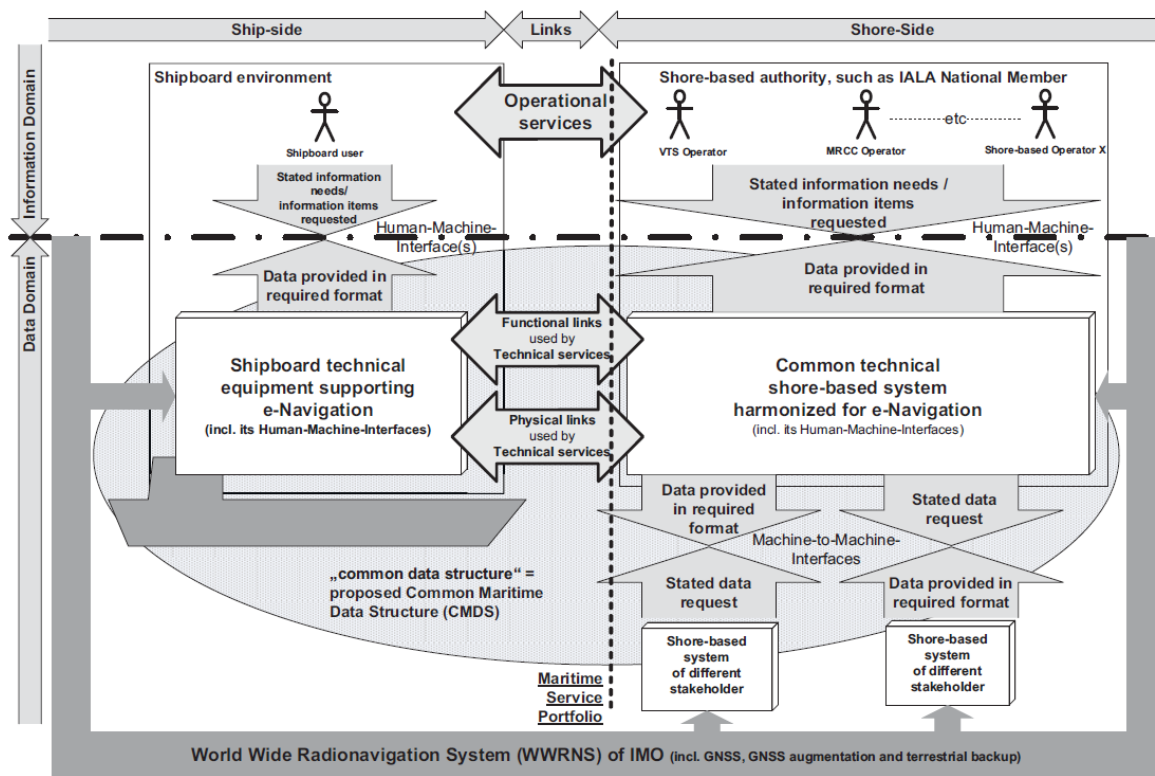 Ship-side
Links
Shore-Side
Information Domain
Data Domain
Shipboard environment
Shipboard user
Operational
services
Shore-based authority, such as IALA National Member
VTS Operator
MRCC Operator
etc
Shore-based Operator X
Stated information
needs/
information items
requested
Human-Machine-
Interface(s)
Stated information needs /
information items
requested
Human-Machine-
Interface(s)
Data provided in
required format
Data provided in
required format
Shipboard technical
equipment supporting
e-Navigation
(incl. its Human-Machine-Interfaces)
Functional links
used by
Technical services
Physical links
used by
Technical services
Common technical
shore-based system
harmonized for e-Navigation
(incl. its Human-Machine-Interfaces)
Data provided
in required
format
Stated data
request
Machine-to-Machine-
Interfaces
Stated data
request
Data provided in
required format
„common data structure“ =
proposed Common Maritime
Data Structure (CMDS)
Shore-based
system
of different
stakeholder
Shore-based
system
of different
stakeholder
Maritime
Service
Portfolio
World Wide Radionavigation System (WWRNS) of IMO (incl. GNSS, GNSS augmentation and terrestrial backup)